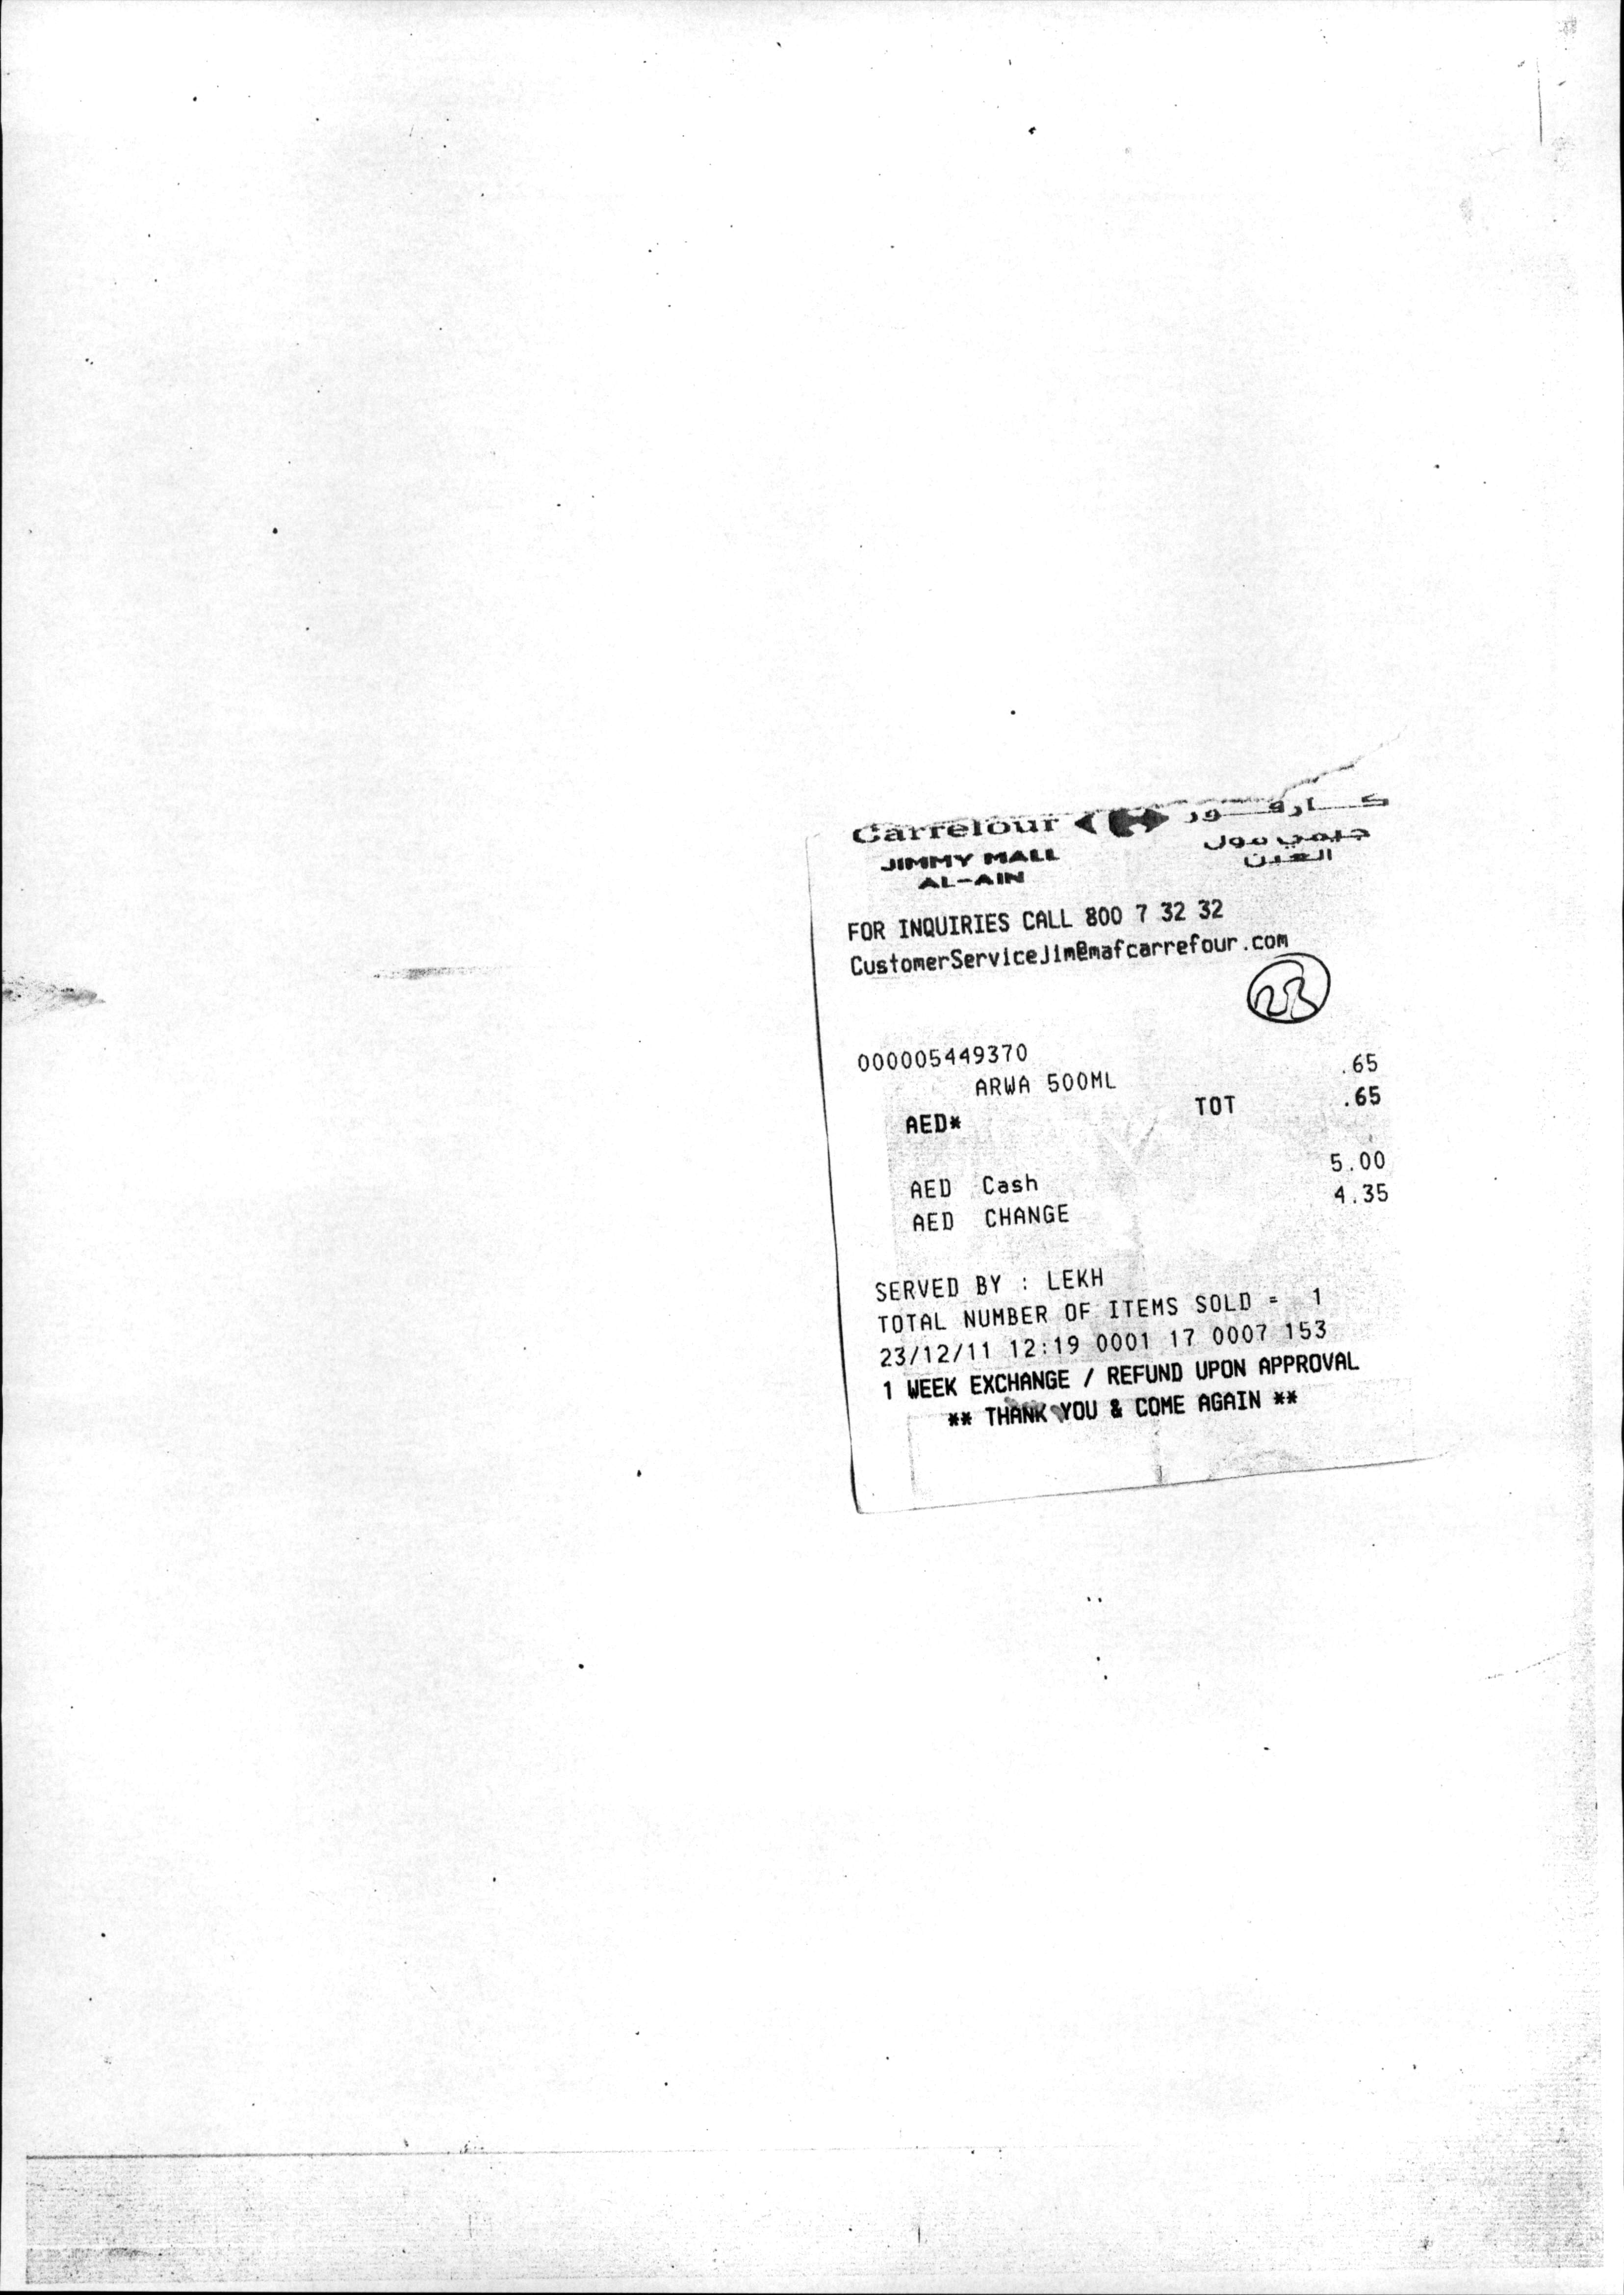 Carrefour كارفور
JIMMY MALL جيمي مول
AL-AIN العين
FOR INQUIRIES CALL 800 7 32 32
CustomerServiceJim@mafcarrefour.com
000005449370
ARWA 500ML .65
AED* TOT .65
AED Cash 5.00
AED CHANGE 4.35
SERVED BY : LEKH
TOTAL NUMBER OF ITEMS SOLD = 1
23/12/11 12:19 0001 17 0007 153
1 WEEK EXCHANGE / REFUND UPON APPROVAL
** THANK YOU & COME AGAIN **